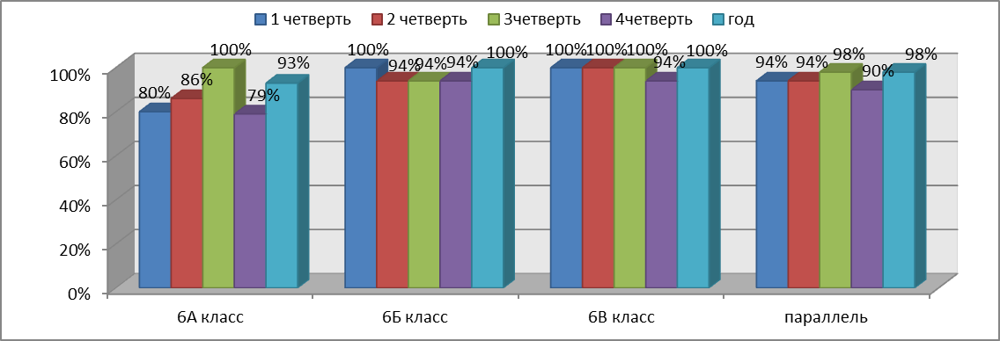 1 четверть 2 четверть 3четверть 4четверть год
100%
80%
60%
40%
20%
0%
80% 86% 100% 79% 93%
100% 94% 94% 94% 100%
100% 100% 100% 94% 100%
94% 94% 98% 90% 98%
6А класс 6Б класс 6В класс параллель